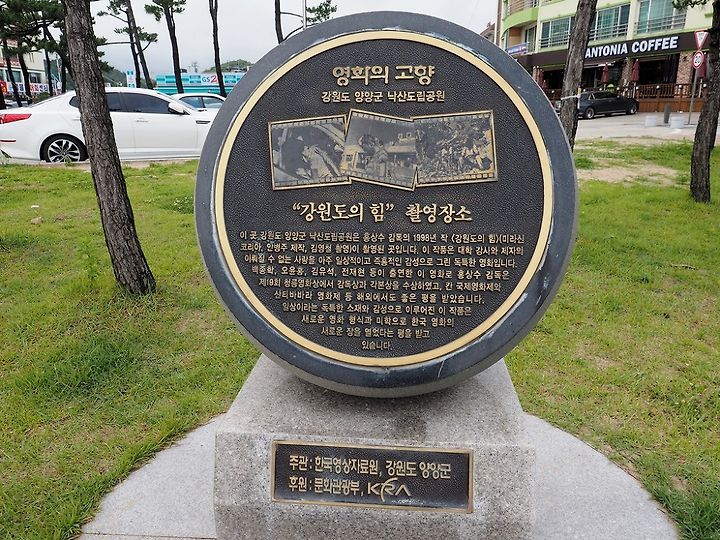 영화의 고향
강원도 양양군 낙산도립공원
"강원도의 힘" 촬영장소
이 곳 강원도 양양군 낙산도립공원은 홍상수 감독의 1998년 작 <강원도의 힘>(미라신
코리아, 안병주 제작, 김영철 촬영)이 촬영된 곳입니다. 이 작품은 대학 강사와 제자의
이뤄질 수 없는 사랑을 아주 일상적이고 즉흥적인 감성으로 그린 독특한 영화입니다.
백종학, 오윤홍, 김유석, 전재현 등이 출연한 이 영화로 홍상수 감독은
제19회 청룡영화상에서 감독상과 각본상을 수상하였고, 칸 국제영화제와
산타바바라 영화제 등 해외에서도 좋은 평을 받았습니다.
일상이라는 독특한 소재와 감성으로 이루어진 이 작품은
새로운 영화 형식과 미학으로 한국 영화의
새로운 장을 열었다는 평을 받고
있습니다.
주관 : 한국영상자료원, 강원도 양양군
후원 : 문화관광부, KRA
ANTONIA COFFEE
GS25